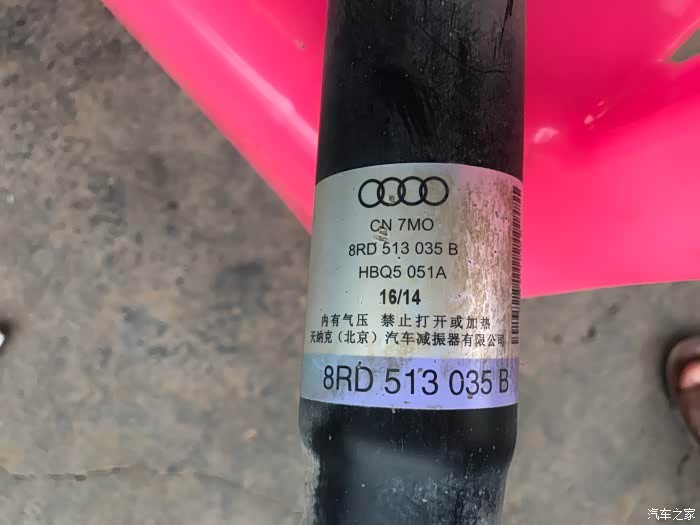 CN 7MO
8RD 513 035 B
HBQ5 051A
16/14
内有气压 禁止打开或加热
天纳克（北京）汽车减振器有限公司
8RD 513 035 B
汽车之家